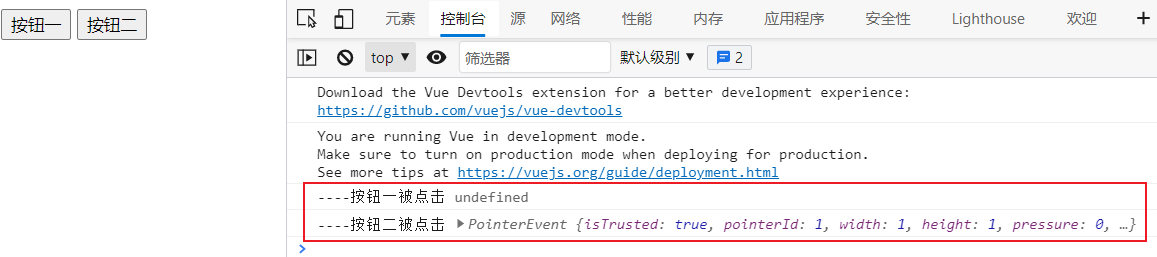 按钮一 按钮二
元素 控制台 源 网络 性能 内存 应用程序 安全性 Lighthouse 欢迎 +
top ▼ 筛选器 默认级别 ▼ 2
Download the Vue Devtools extension for a better development experience:
https://github.com/vuejs/vue-devtools
You are running Vue in development mode.
Make sure to turn on production mode when deploying for production.
See more tips at https://vuejs.org/guide/deployment.html
----按钮一被点击 undefined
----按钮二被点击 ▶PointerEvent {isTrusted: true, pointerId: 1, width: 1, height: 1, pressure: 0, …}
>